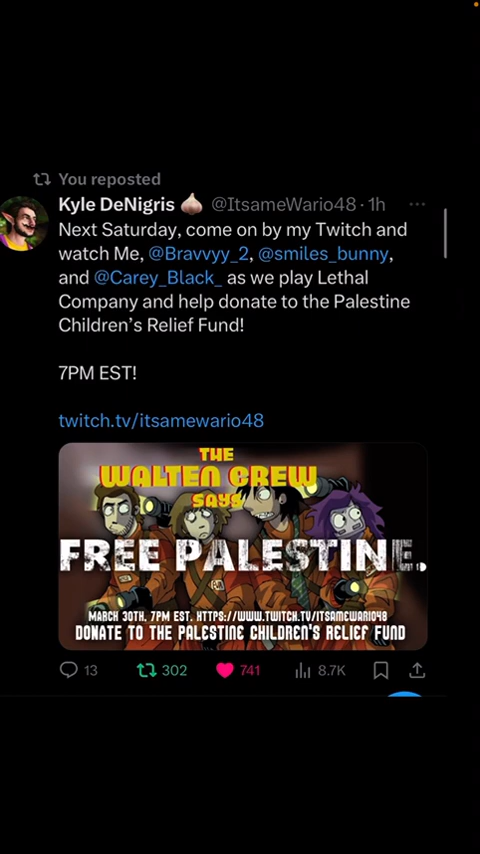 You reposted
Kyle DeNigris 🧄 @ItsameWario48 · 1h
Next Saturday, come on by my Twitch and
watch Me, @Bravvyy_2, @smiles_bunny,
and @Carey_Black_ as we play Lethal
Company and help donate to the Palestine
Children’s Relief Fund!
7PM EST!
twitch.tv/itsamewario48
THE
WALTEN CREW
SAYS
FREE PALESTINE.
MARCH 30TH, 7PM EST. HTTPS://WWW.TWITCH.TV/ITSAMEWARIO48
DONATE TO THE PALESTINE CHILDREN'S RELIEF FUND
13 302 741 8.7K